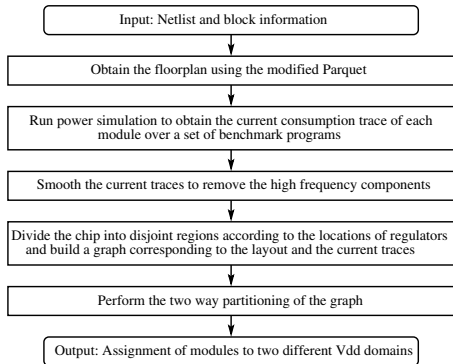 Input: Netlist and block information
Obtain the floorplan using the modified Parquet
Run power simulation to obtain the current consumption trace of each
module over a set of benchmark programs
Smooth the current traces to remove the high frequency components
Divide the chip into disjoint regions according to the locations of regulators
and build a graph corresponding to the layout and the current traces
Perform the two way partitioning of the graph
Output: Assignment of modules to two different Vdd domains